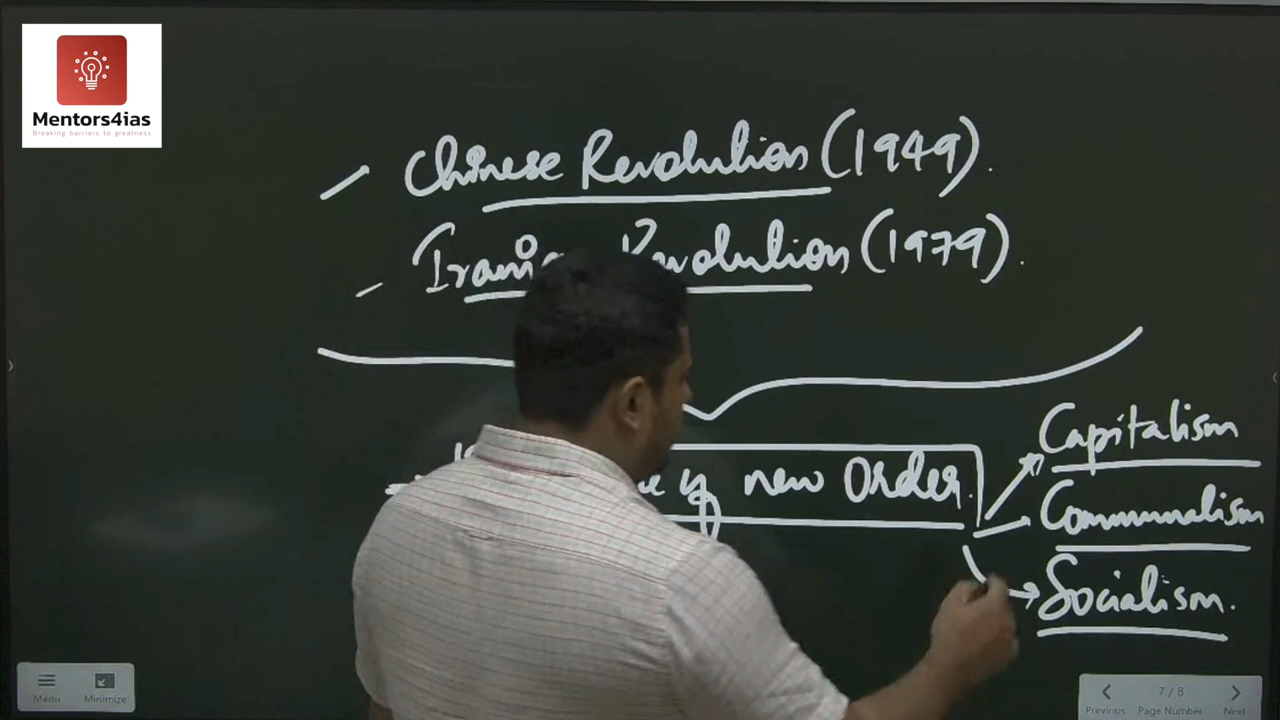 Mentors4ias
Breaking barriers to greatness
Chinese Revolution (1949).
Revolution (1979).
new Order.
Capitalism
Communalism
Socialism.
Menu
Minimize
7 / 8
Previous
Page Number
Next